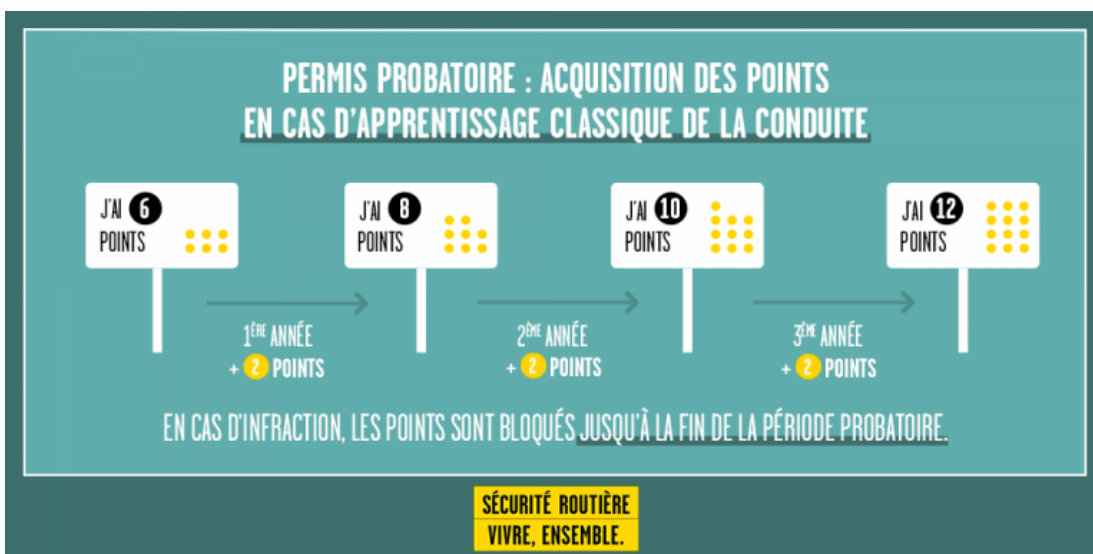 PERMIS PROBATOIRE : ACQUISITION DES POINTS
EN CAS D'APPRENTISSAGE CLASSIQUE DE LA CONDUITE
J'AI 6
POINTS
J'AI 8
POINTS
J'AI 10
POINTS
J'AI 12
POINTS
1ÈRE ANNÉE
+ 2 POINTS
2ÈME ANNÉE
+ 2 POINTS
3ÈME ANNÉE
+ 2 POINTS
EN CAS D'INFRACTION, LES POINTS SONT BLOQUÉS JUSQU'À LA FIN DE LA PÉRIODE PROBATOIRE.
SÉCURITÉ ROUTIÈRE
VIVRE, ENSEMBLE.